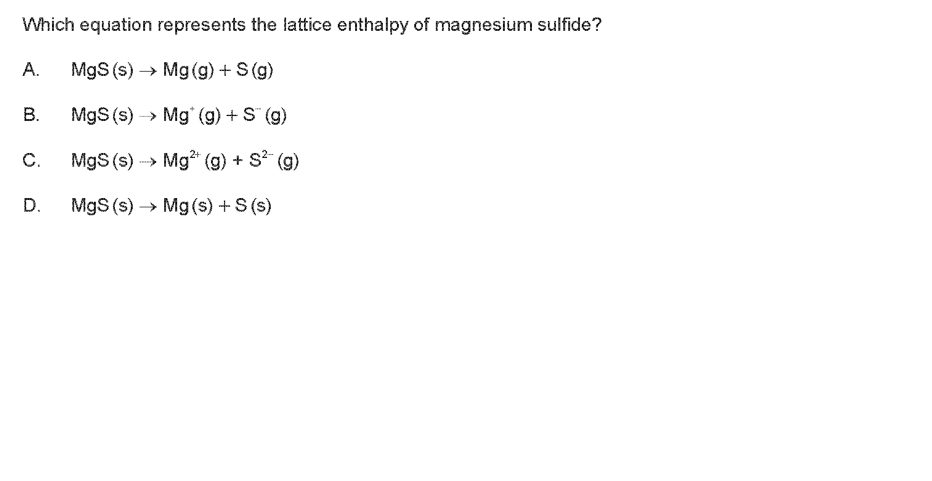 Which equation represents the lattice enthalpy of magnesium sulfide?
A. MgS (s) → Mg (g) + S (g)
B. MgS (s) → Mg⁺ (g) + S⁻ (g)
C. MgS (s) → Mg²⁺ (g) + S²⁻ (g)
D. MgS (s) → Mg (s) + S (s)